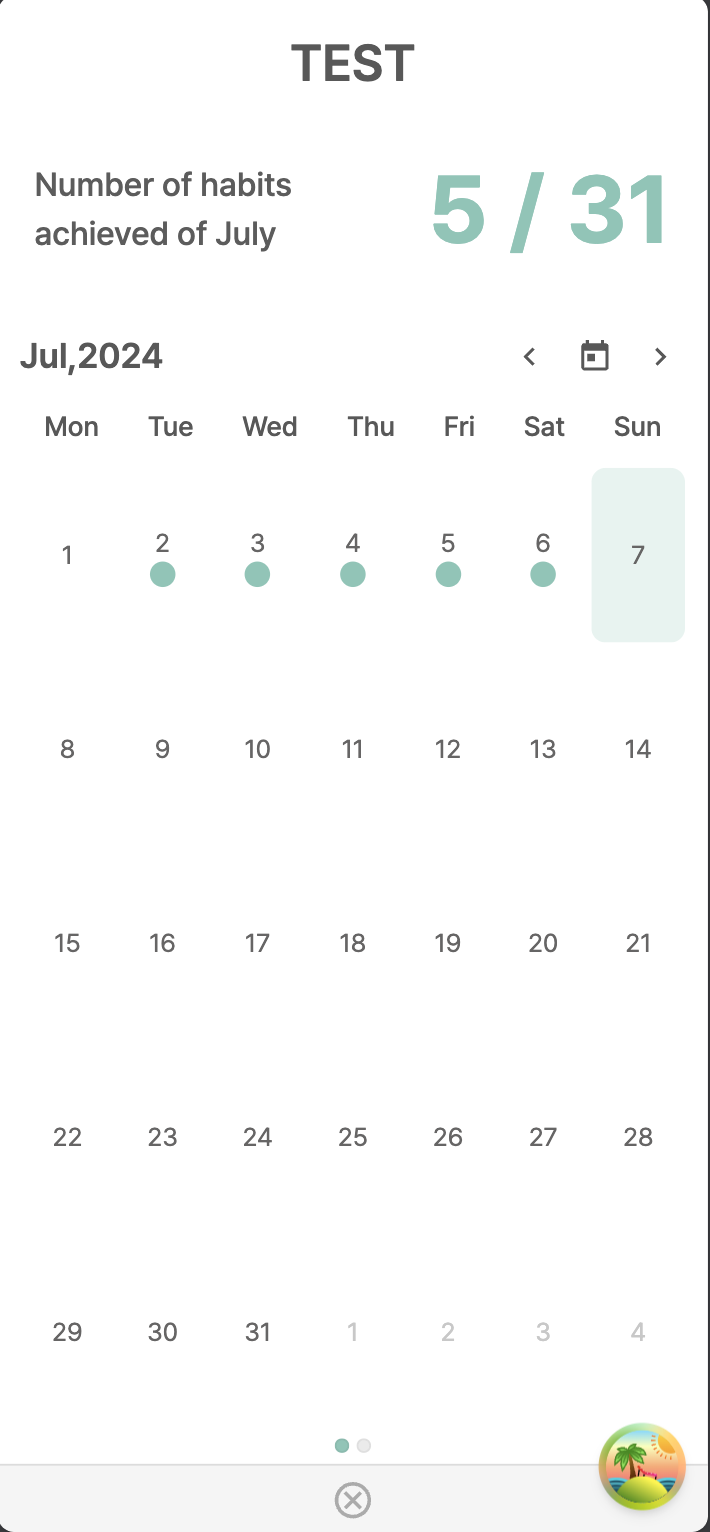 TEST
Number of habits
achieved of July
5 / 31
Jul,2024
Mon Tue Wed Thu Fri Sat Sun
1 2 3 4 5 6 7
8 9 10 11 12 13 14
15 16 17 18 19 20 21
22 23 24 25 26 27 28
29 30 31 1 2 3 4